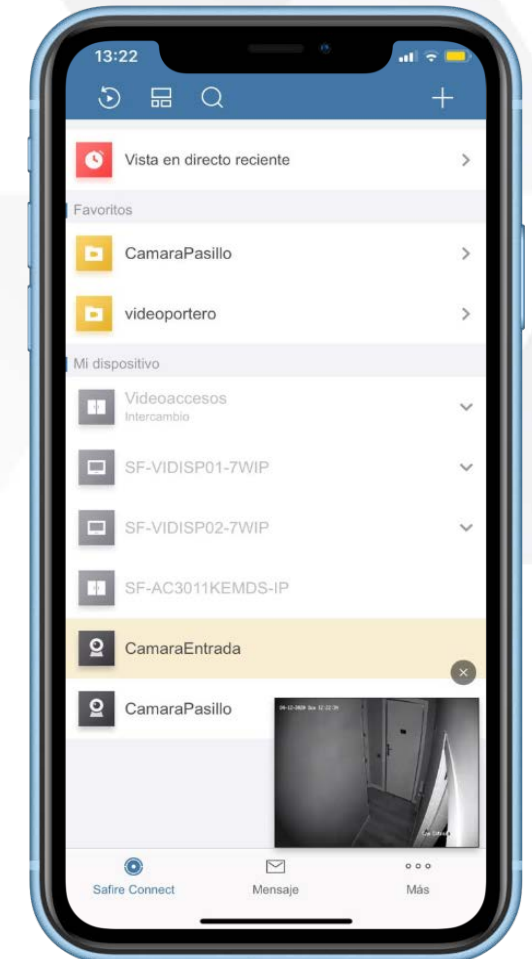 13:22
Vista en directo reciente
Favoritos
CamaraPasillo
videoportero
Mi dispositivo
Videoaccesos
Intercambio
SF-VIDISP01-7WIP
SF-VIDISP02-7WIP
SF-AC3011KEMDS-IP
CamaraEntrada
CamaraPasillo
Safire Connect
Mensaje
Más